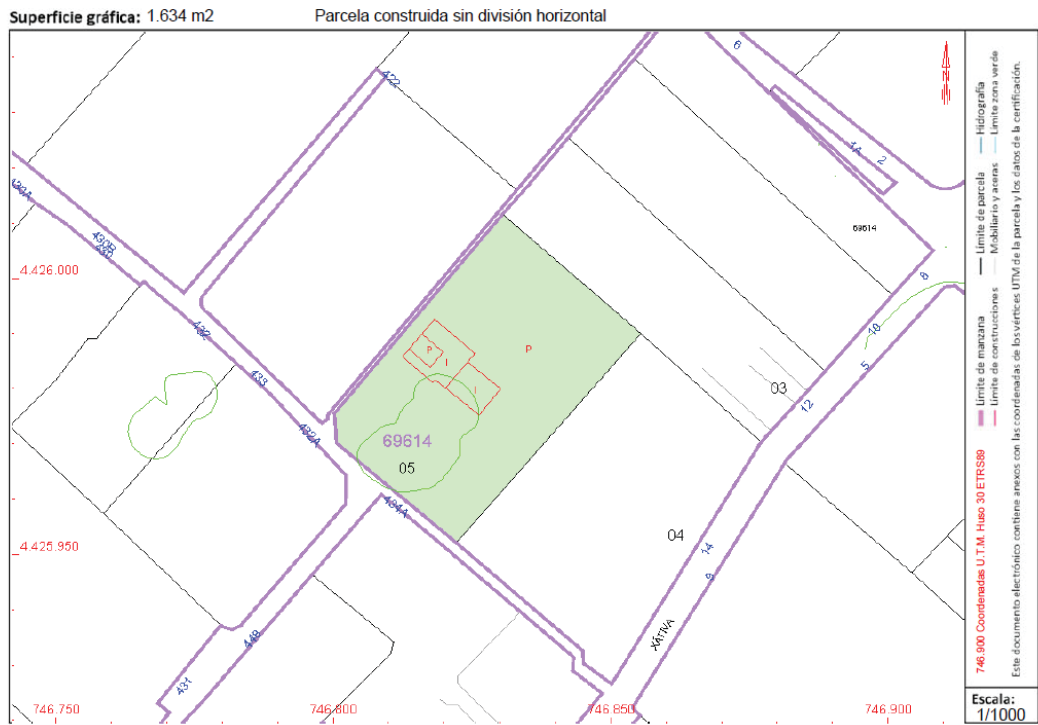 Superficie gráfica: 1.634 m2
Parcela construida sin división horizontal
6
422
1A
2
430A
69614
430B
430
4.426.000
8
432
10
P
P
I
I
5
433
03
12
432A
69614
05
434A
04
4.425.950
14
9
448
XÀTIVA
431
746.750
746.800
746.850
746.900
746.900 Coordenadas U.T.M. Huso 30 ETRS89
Límite de manzana
Límite de parcela
Hidrografía
Límite de construcciones
Mobiliario y aceras
Límite zona verde
Este documento electrónico contiene anexos con las coordenadas de los vértices UTM de la parcela y los datos de la certificación.
Escala:
1/1000